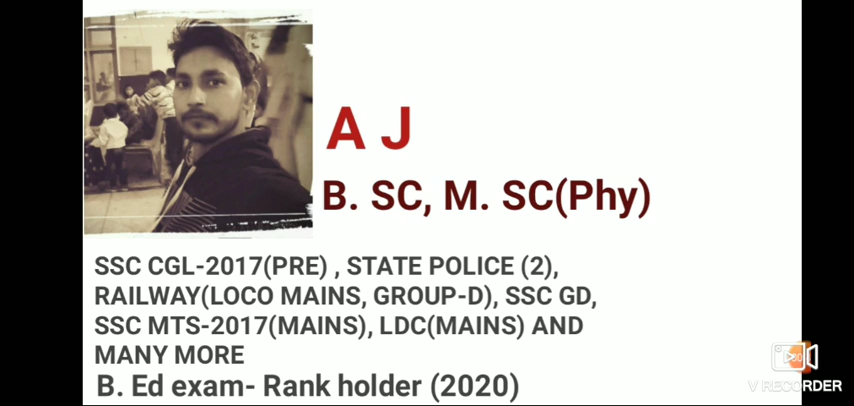 A J
B. SC, M. SC(Phy)
SSC CGL-2017(PRE) , STATE POLICE (2),
RAILWAY(LOCO MAINS, GROUP-D), SSC GD,
SSC MTS-2017(MAINS), LDC(MAINS) AND
MANY MORE
B. Ed exam- Rank holder (2020)
V RECORDER